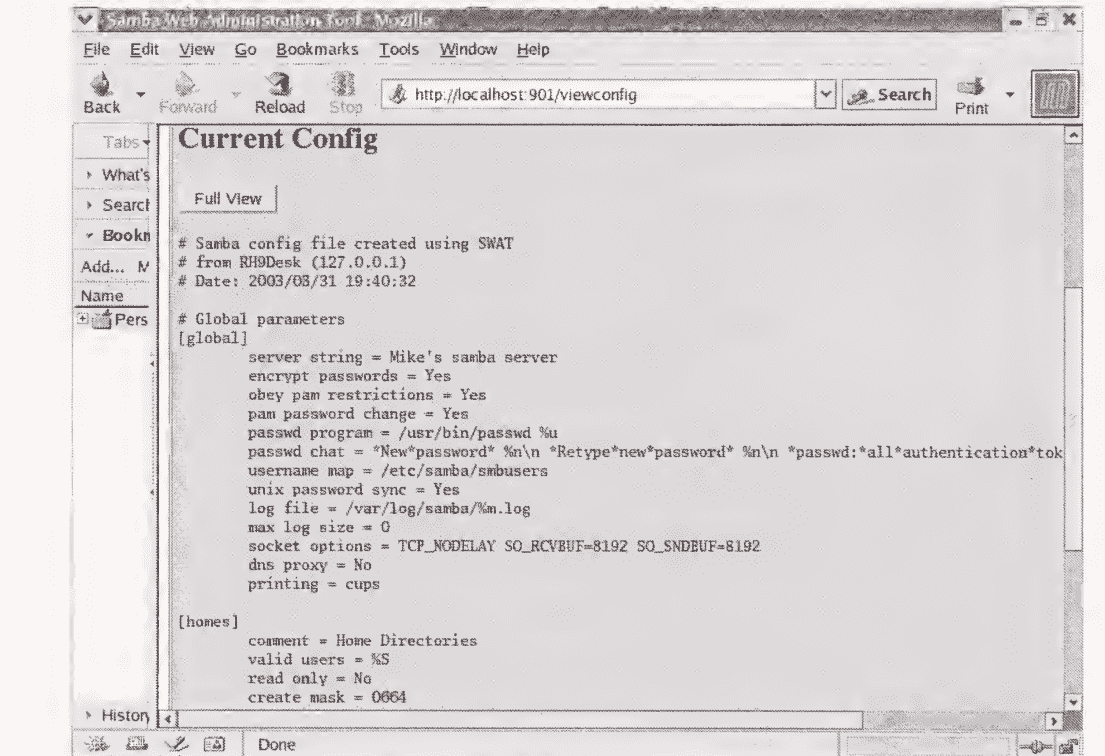 Samba Web Administration Tool - Mozilla
File Edit View Go Bookmarks Tools Window Help
Back Forward Reload Stop http://localhost:901/viewconfig Search Print
Tabs
What's
Search
Bookn
Add... M
Name
Pers
History
Current Config
Full View
# Samba config file created using SWAT
# from RH9Desk (127.0.0.1)
# Date: 2003/08/31 19:40:32
# Global parameters
[global]
server string = Mike's samba server
encrypt passwords = Yes
obey pam restrictions = Yes
pam password change = Yes
passwd program = /usr/bin/passwd %u
passwd chat = *New*password* %n\n *Retype*new*password* %n\n *passwd:*all*authentication*tok
username map = /etc/samba/smbusers
unix password sync = Yes
log file = /var/log/samba/%m.log
max log size = 0
socket options = TCP_NODELAY SO_RCVBUF=8192 SO_SNDBUF=8192
dns proxy = No
printing = cups
[homes]
comment = Home Directories
valid users = %S
read only = No
create mask = 0664
Done